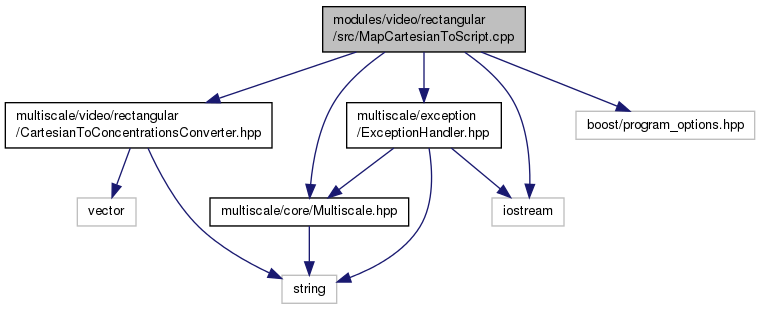 modules/video/rectangular
/src/MapCartesianToScript.cpp
multiscale/video/rectangular
/CartesianToConcentrationsConverter.hpp
multiscale/exception
/ExceptionHandler.hpp
boost/program_options.hpp
vector
multiscale/core/Multiscale.hpp
iostream
string